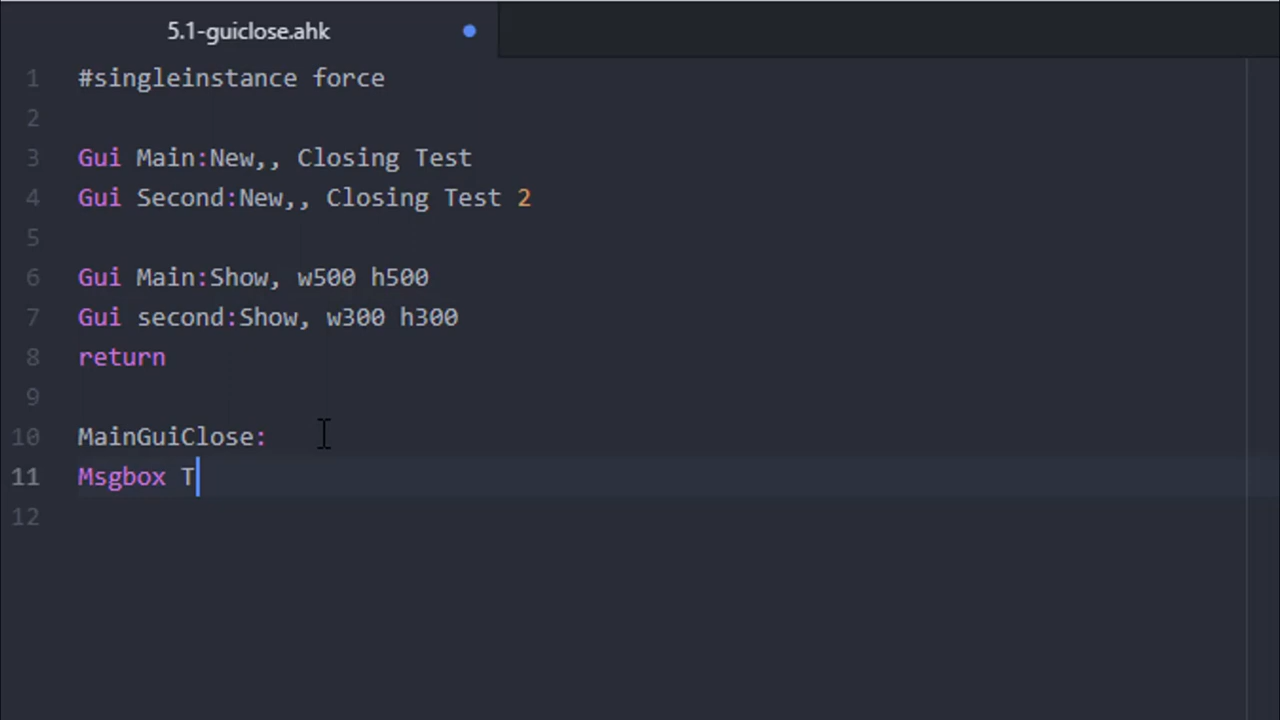 5.1-guiclose.ahk
1 #singleinstance force
2
3 Gui Main:New,, Closing Test
4 Gui Second:New,, Closing Test 2
5
6 Gui Main:Show, w500 h500
7 Gui second:Show, w300 h300
8 return
9
10 MainGuiClose:
11 Msgbox T
12